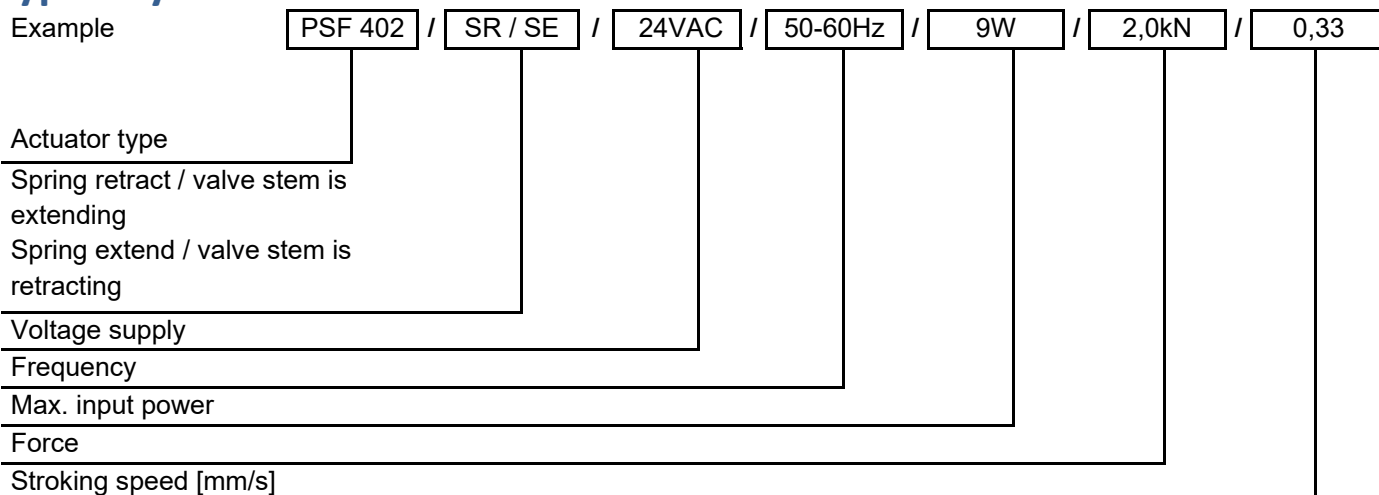 Example PSF 402 / SR / SE / 24VAC / 50-60Hz / 9W / 2,0kN / 0,33
Actuator type
Spring retract / valve stem is
extending
Spring extend / valve stem is
retracting
Voltage supply
Frequency
Max. input power
Force
Stroking speed [mm/s]